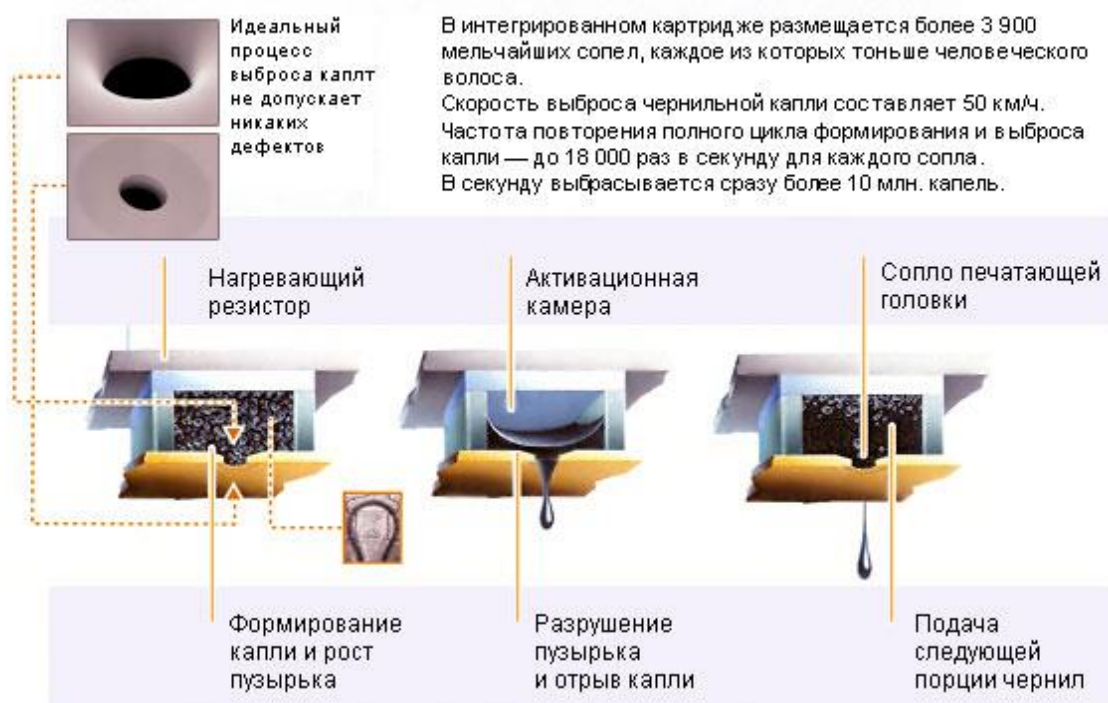 Идеальный
процесс
выброса каплт
не допускает
никаких
дефектов
В интегрированном картридже размещается более 3 900
мельчайших сопел, каждое из которых тоньше человеческого
волоса.
Скорость выброса чернильной капли составляет 50 км/ч.
Частота повторения полного цикла формирования и выброса
капли — до 18 000 раз в секунду для каждого сопла.
В секунду выбрасывается сразу более 10 млн. капель.
Нагревающий
резистор
Активационная
камера
Сопло печатающей
головки
Формирование
капли и рост
пузырька
Разрушение
пузырька
и отрыв капли
Подача
следующей
порции чернил